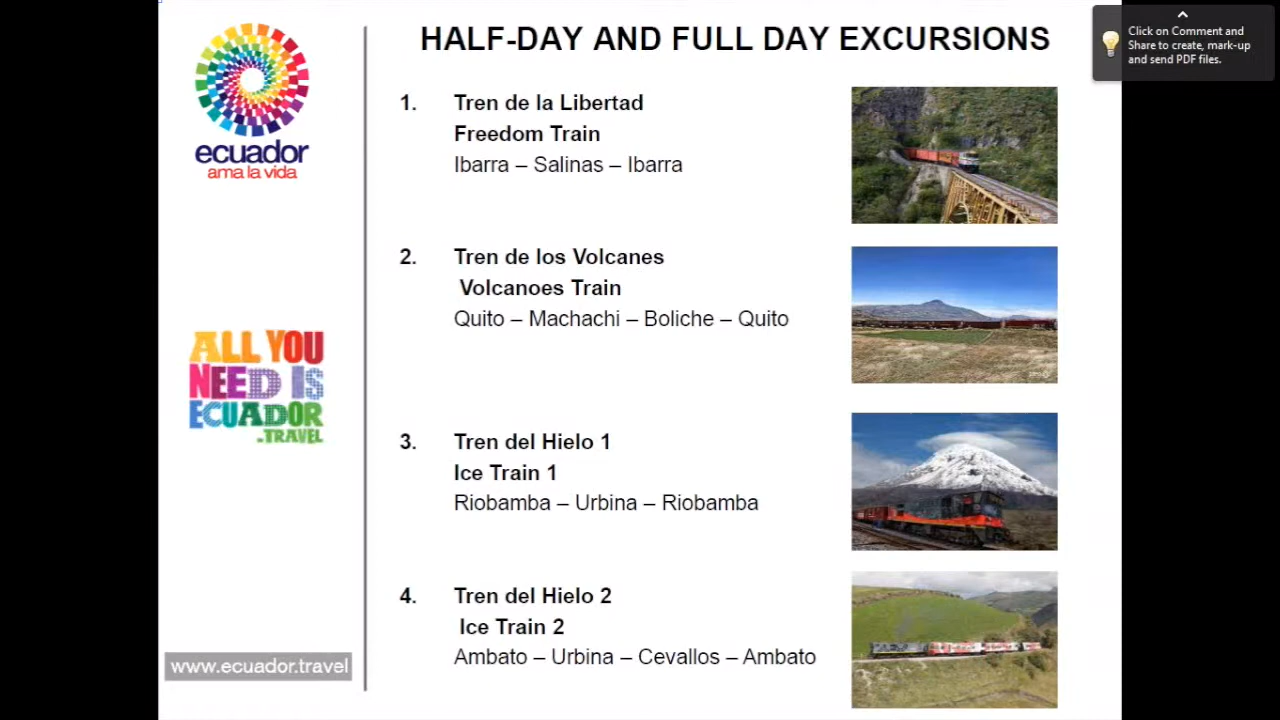 HALF-DAY AND FULL DAY EXCURSIONS
Click on Comment and
Share to create, mark-up
and send PDF files.
ecuador
ama la vida
1. Tren de la Libertad
Freedom Train
Ibarra – Salinas – Ibarra
2. Tren de los Volcanes
Volcanoes Train
Quito – Machachi – Boliche – Quito
ALL YOU
NEED IS
ECUADOR
.TRAVEL
3. Tren del Hielo 1
Ice Train 1
Riobamba – Urbina – Riobamba
4. Tren del Hielo 2
Ice Train 2
Ambato – Urbina – Cevallos – Ambato
www.ecuador.travel